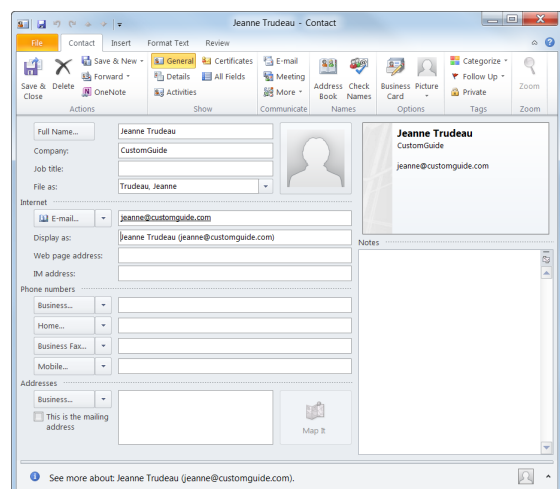 Jeanne Trudeau - Contact
File Contact Insert Format Text Review
Save & Close
Delete
Save & New
Forward
OneNote
Actions
General
Details
Activities
Certificates
All Fields
Show
E-mail
Meeting
More
Communicate
Address Book
Check Names
Names
Business Card
Picture
Options
Categorize
Follow Up
Private
Tags
Zoom
Zoom
Full Name... Jeanne Trudeau
Company: CustomGuide
Job title:
File as: Trudeau, Jeanne
Internet
E-mail... jeanne@customguide.com
Display as: Jeanne Trudeau (jeanne@customguide.com)
Web page address:
IM address:
Phone numbers
Business...
Home...
Business Fax...
Mobile...
Addresses
Business...
This is the mailing
address
Map It
Jeanne Trudeau
CustomGuide
jeanne@customguide.com
Notes
See more about: Jeanne Trudeau (jeanne@customguide.com).